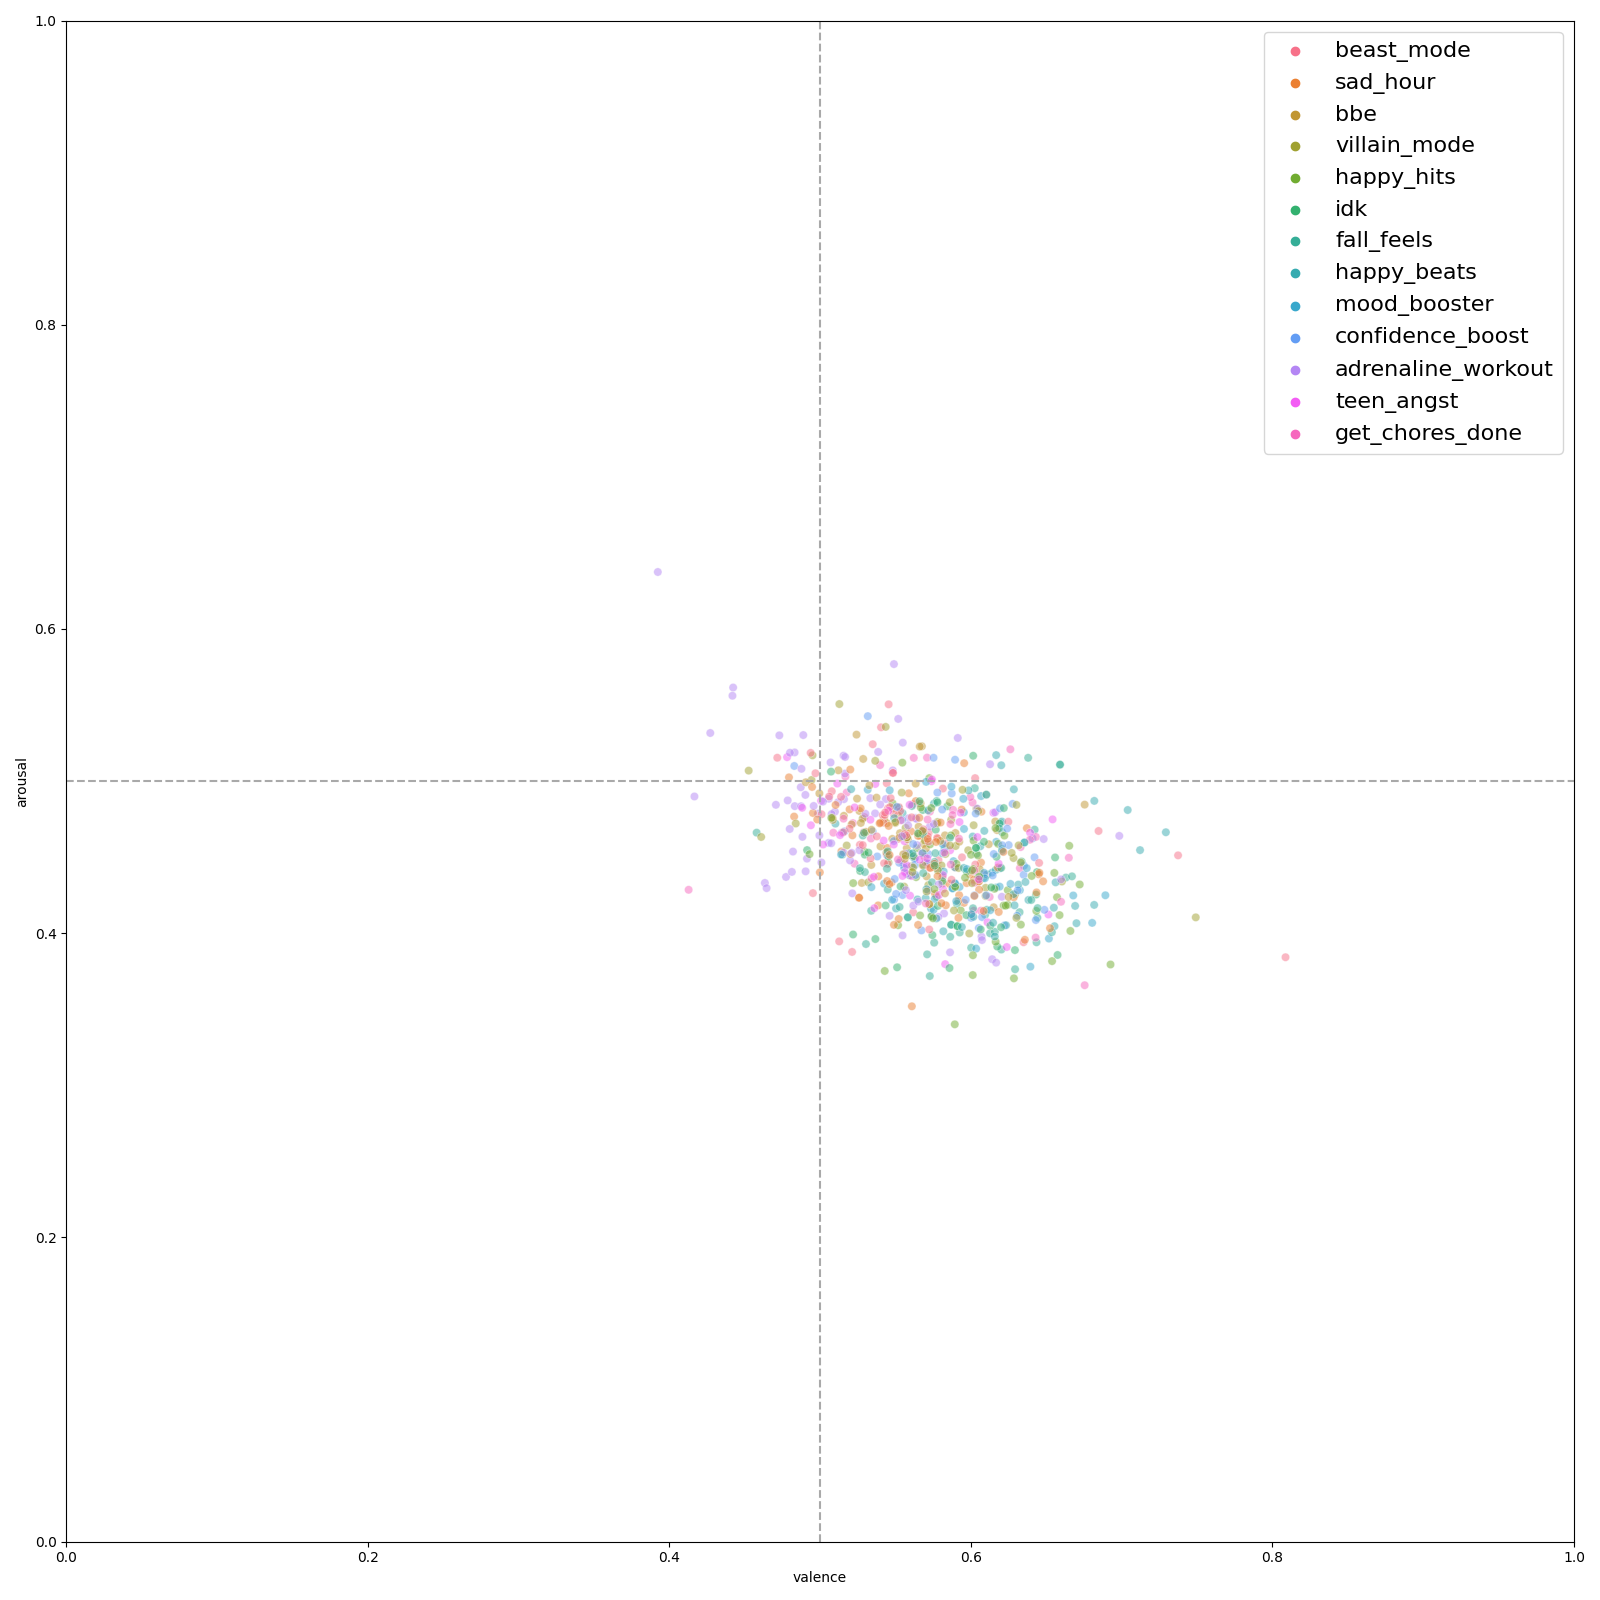 1.0
0.8
0.6
0.4
0.2
0.0
arousal
0.0 0.2 0.4 0.6 0.8 1.0
valence
beast_mode
sad_hour
bbe
villain_mode
happy_hits
idk
fall_feels
happy_beats
mood_booster
confidence_boost
adrenaline_workout
teen_angst
get_chores_done